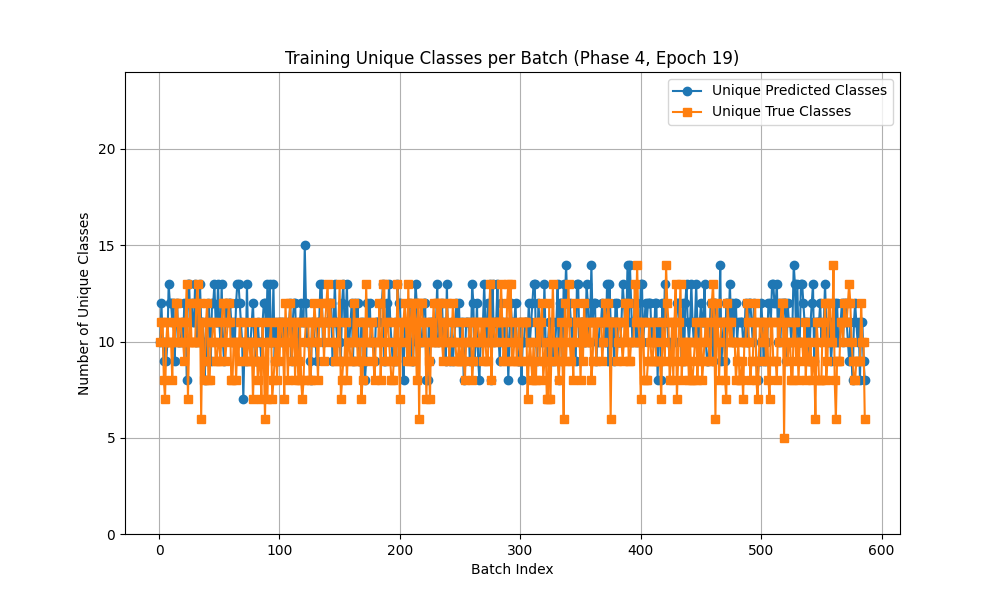 Training Unique Classes per Batch (Phase 4, Epoch 19)
Unique Predicted Classes
Unique True Classes
Number of Unique Classes
20
15
10
5
0
0 100 200 300 400 500 600
Batch Index